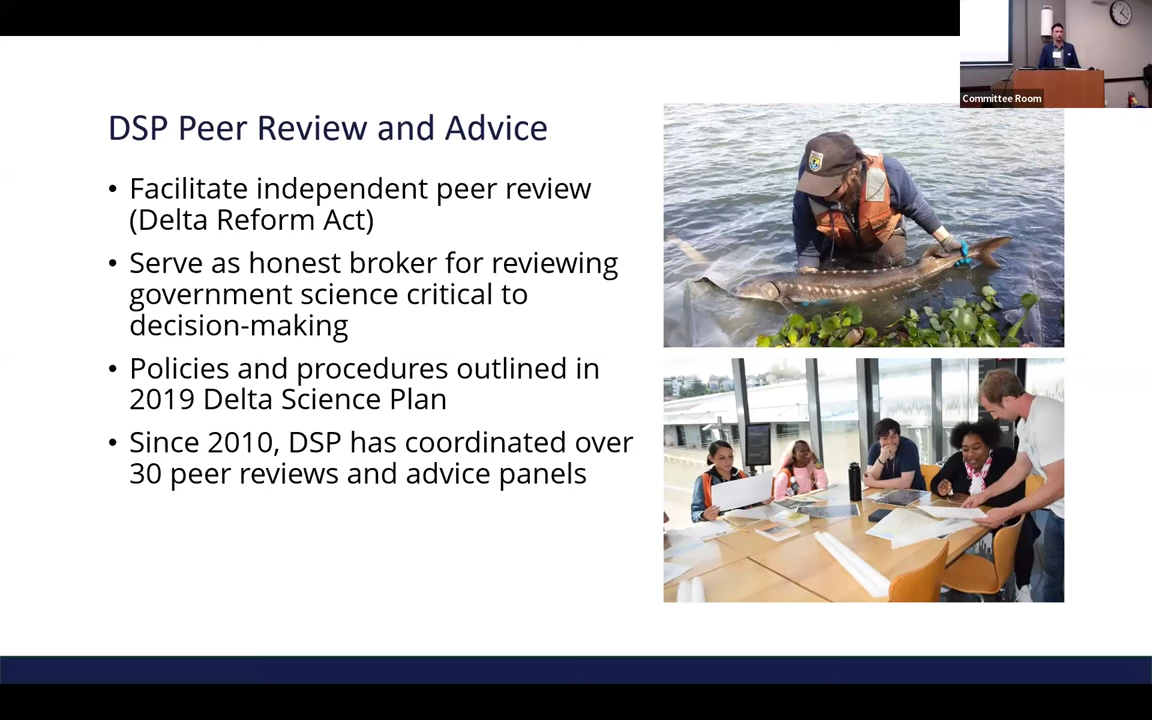 Committee Room
DSP Peer Review and Advice
• Facilitate independent peer review
(Delta Reform Act)
• Serve as honest broker for reviewing
government science critical to
decision-making
• Policies and procedures outlined in
2019 Delta Science Plan
• Since 2010, DSP has coordinated over
30 peer reviews and advice panels